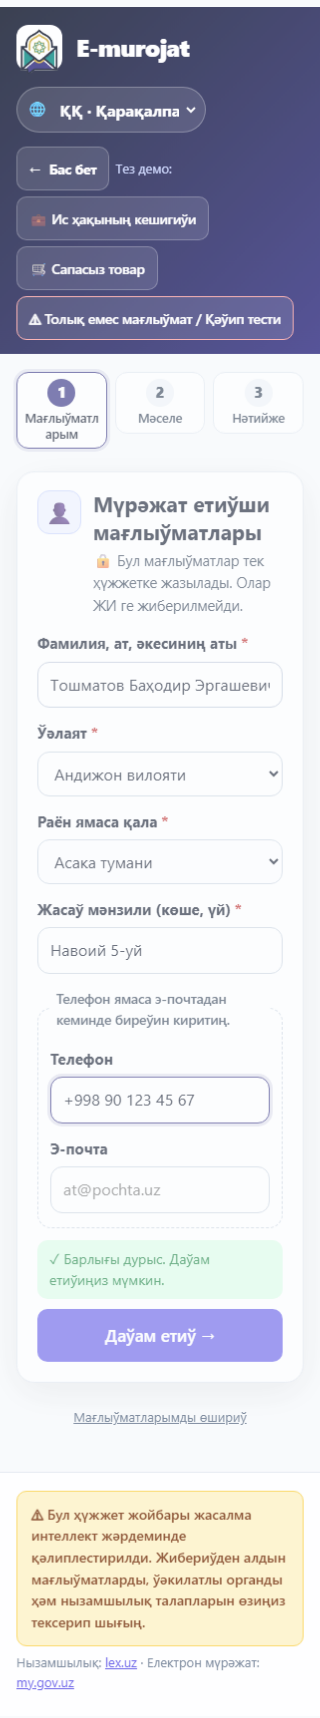 E-murojat
ҚҚ · Қарақалпа
← Бас бет
Тез демо:
Ис ҳақының кешигиўи
Сапасыз товар
⚠ Толық емес мағлыўмат / Қәўип тести
1
Мағлыўматл
арым
2
Мәселе
3
Нәтийже
Мүрәжат етиўши
мағлыўматлары
🔒 Бул мағлыўматлар тек
ҳүжжетке жазылады. Олар
ЖИ ге жиберилмейди.
Фамилия, ат, әкесиниң аты *
Тошматов Баҳодир Эргашевич
Ўәлаят *
Андижон вилояти
Раён ямаса қала *
Асака тумани
Жасаў мәнзили (көше, үй) *
Навоий 5-уй
Телефон ямаса э-почтадан
кеминде биреўин киритиң.
Телефон
+998 90 123 45 67
Э-почта
at@pochta.uz
✓ Барлығы дурыс. Даўам
етиўиңиз мүмкин.
Даўам етиў →
Мағлыўматларымды өшириў
⚠ Бул ҳүжжет жойбары жасалма
интеллект жәрдеминде
қәлиплестирилди. Жибериўден алдын
мағлыўматларды, ўәкилатлы органды
ҳәм нызамшылық талапларын өзиңиз
тексерип шығың.
Нызамшылық: lex.uz · Електрон мүрәжат:
my.gov.uz